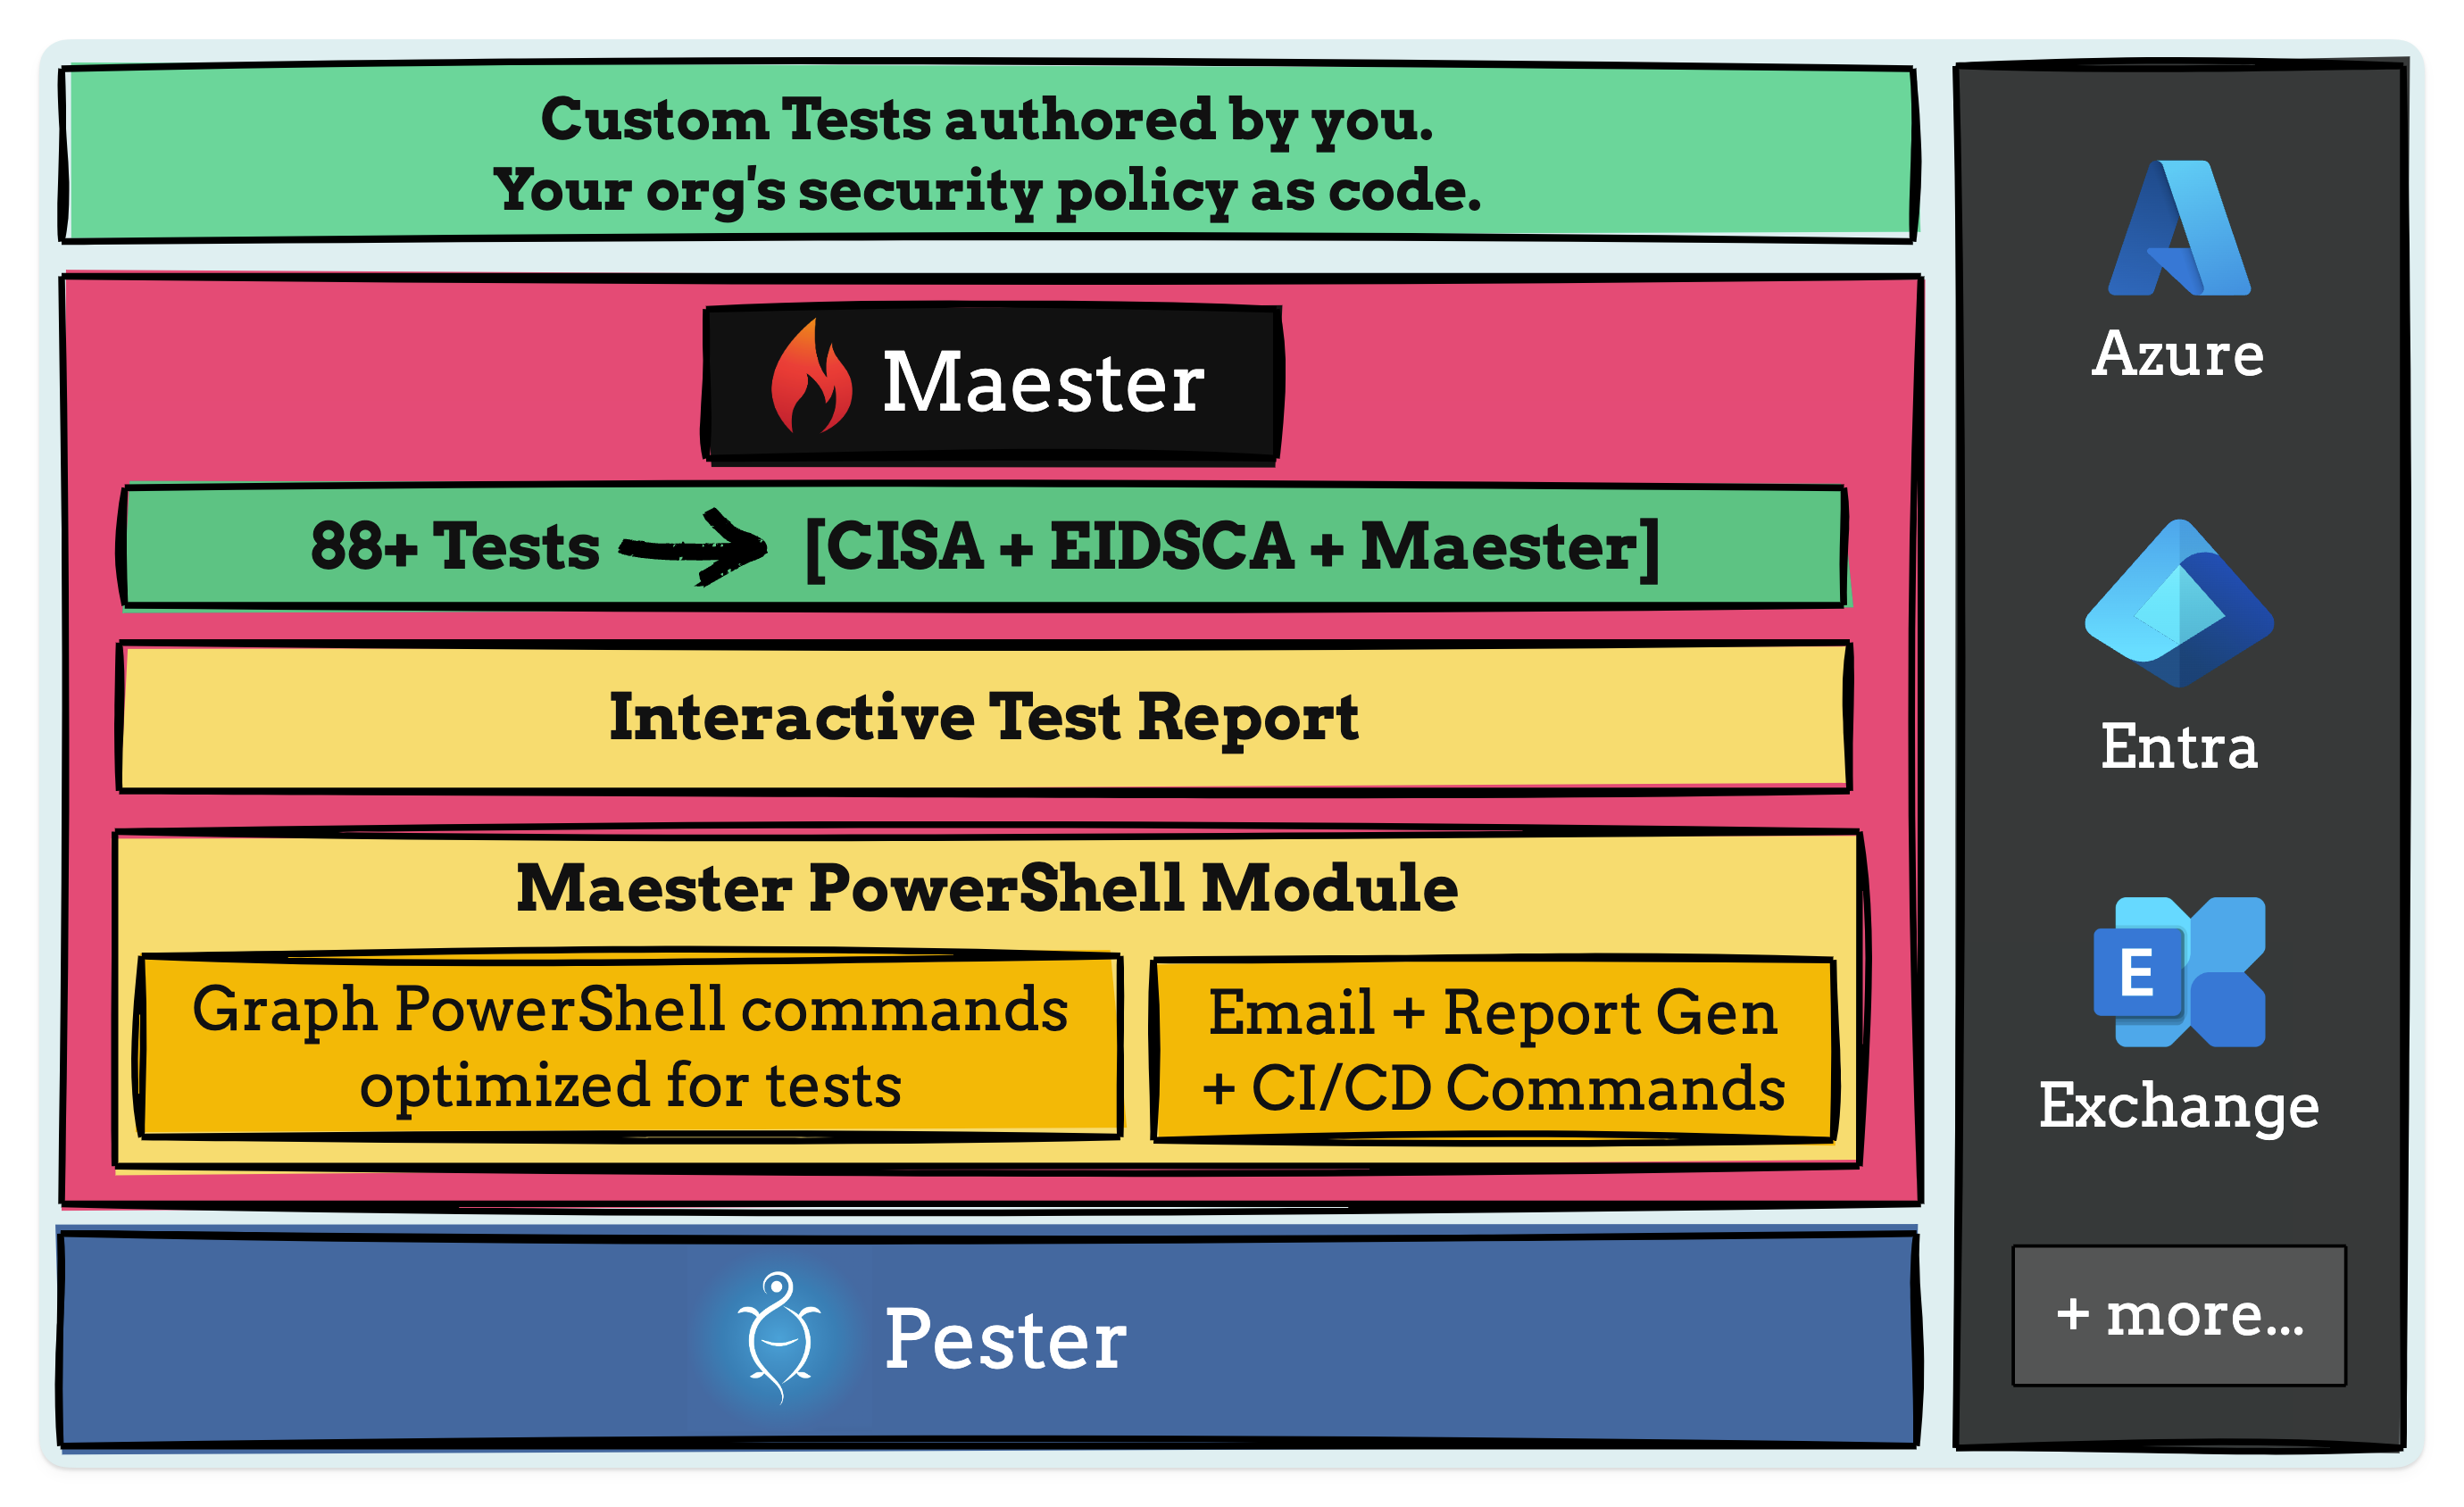 Custom Tests authored by you.
Your org's security policy as code.
Maester
88+ Tests [CISA + EIDSCA + Maester]
Interactive Test Report
Maester PowerShell Module
Graph PowerShell commands
optimized for tests
Email + Report Gen
+ CI/CD Commands
Pester
Azure
Entra
E
Exchange
+ more...